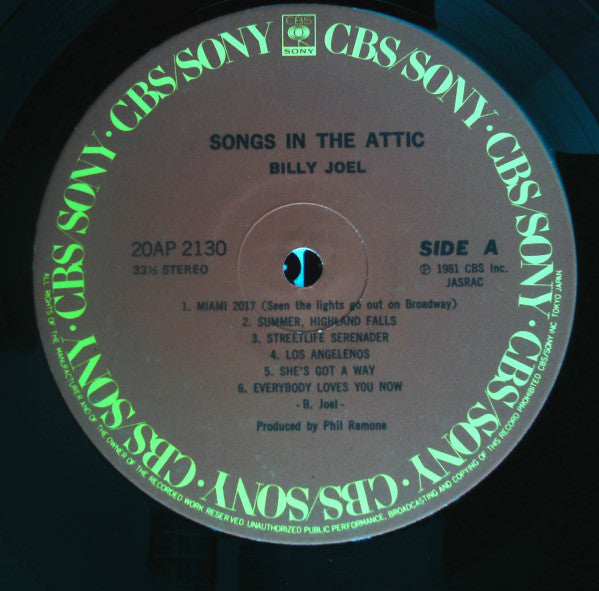 CBS
SONY
CBS/SONY · CBS/SONY · CBS/SONY · CBS/SONY · CBS/SONY · CBS/SONY · CBS/SONY · CBS/SONY
SONGS IN THE ATTIC
BILLY JOEL
20AP 2130
33⅓ STEREO
SIDE A
℗ 1981 CBS Inc.
JASRAC
1. MIAMI 2017 (Seen the lights go out on Broadway)
2. SUMMER, HIGHLAND FALLS
3. STREETLIFE SERENADER
4. LOS ANGELENOS
5. SHE'S GOT A WAY
6. EVERYBODY LOVES YOU NOW
- B. Joel -
Produced by Phil Ramone
ALL RIGHTS OF THE MANUFACTURER AND OF THE OWNER OF THE RECORDED WORK RESERVED UNAUTHORIZED PUBLIC PERFORMANCE, BROADCASTING AND COPYING OF THIS RECORD PROHIBITED CBS/SONY INC. TOKYO JAPAN.